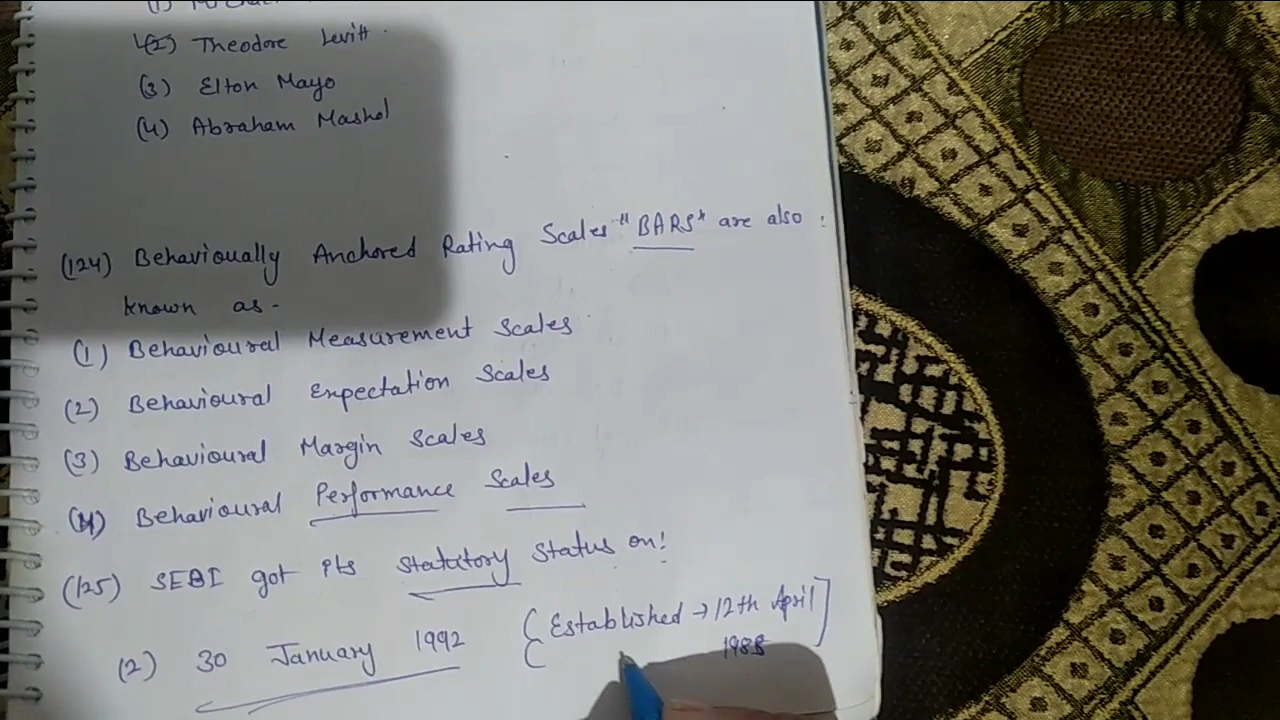 (2) Theodore Levitt
(3) Elton Mayo
(4) Abraham Mashol
(124) Behavioually Anchored Rating Scales "BARS" are also :
known as -
(1) Behavioural Measurement Scales
(2) Behavioural Expectation Scales
(3) Behavioural Margin Scales
(4) Behavioural Performance Scales
(125) SEBI got its Statutory Status on!
(2) 30 January 1992 (Established → 12th April]
1988